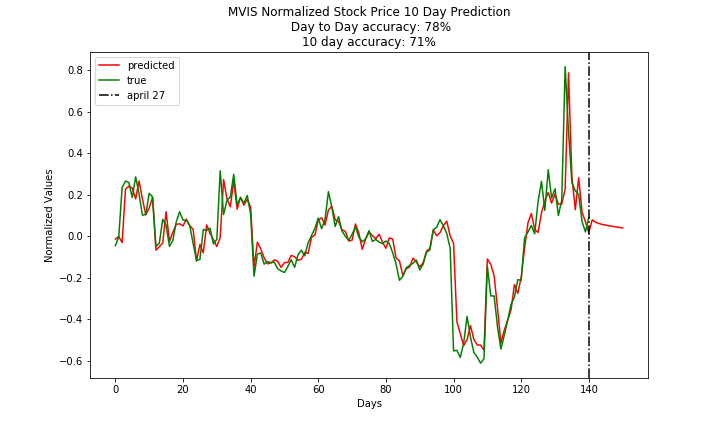 MVIS Normalized Stock Price 10 Day Prediction
Day to Day accuracy: 78%
10 day accuracy: 71%
predicted
true
april 27
Normalized Values
0.8
0.6
0.4
0.2
0.0
−0.2
−0.4
−0.6
0 20 40 60 80 100 120 140
Days